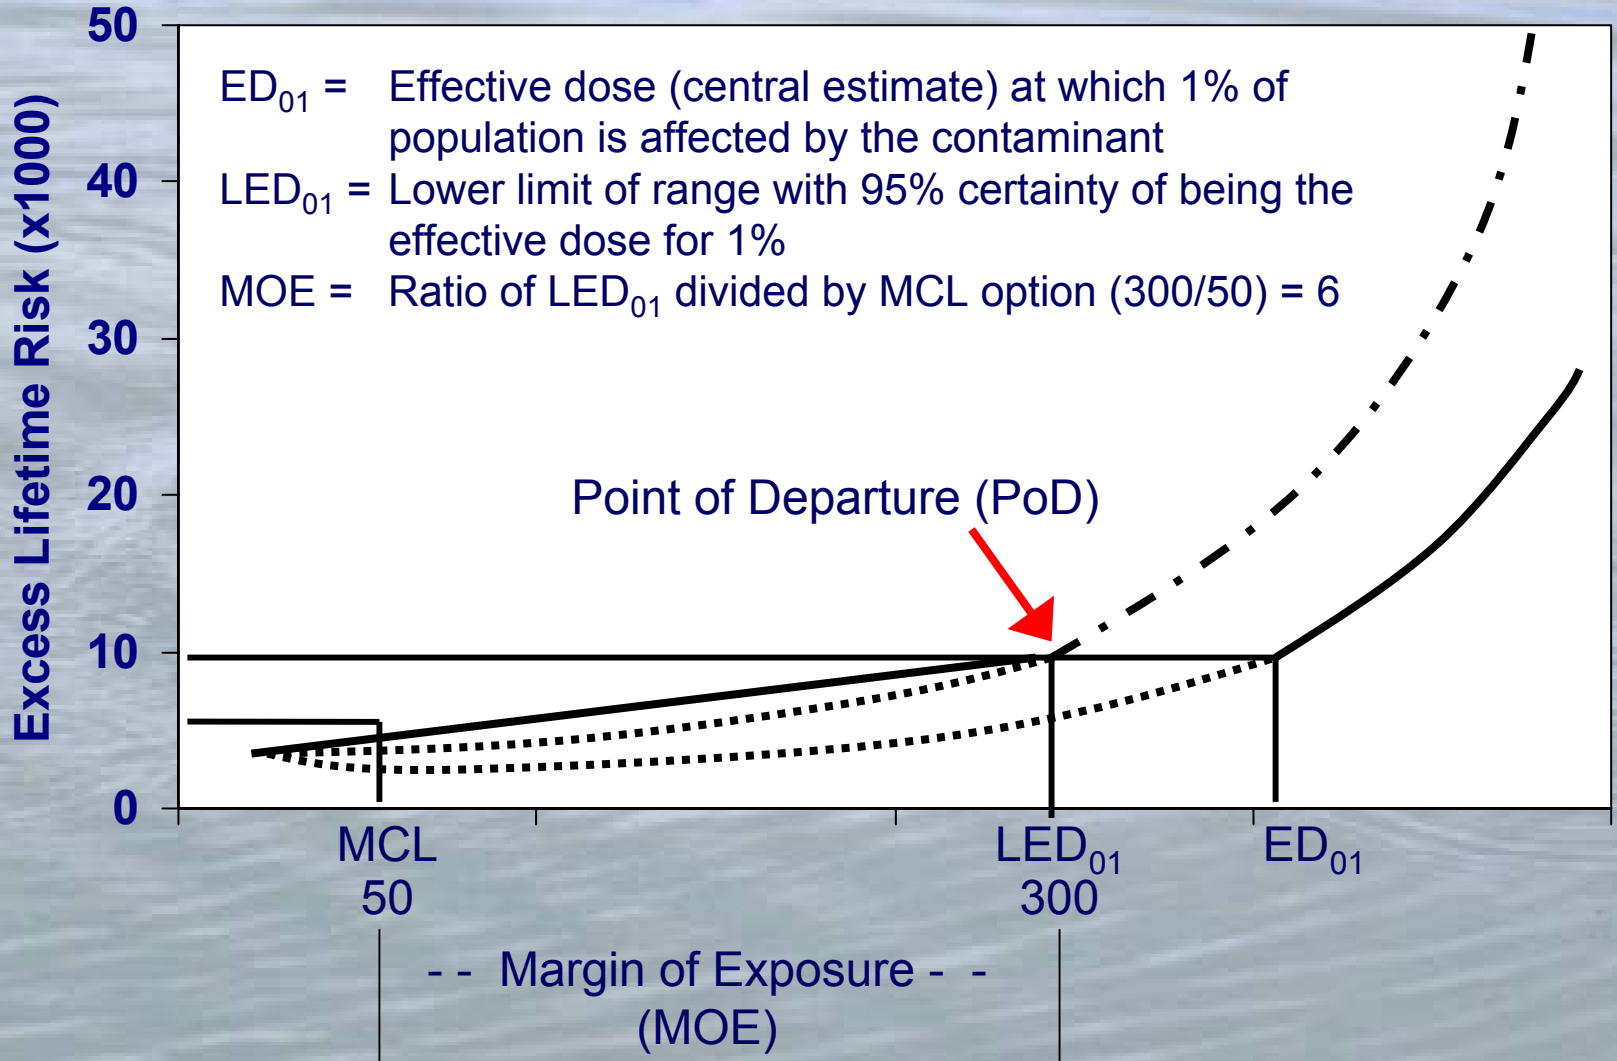 50
ED01 = Effective dose (central estimate) at which 1% of
population is affected by the contaminant
40
LED01 = Lower limit of range with 95% certainty of being the
effective dose for 1%
MOE = Ratio of LED01 divided by MCL option (300/50) = 6
30
20
10
0
Excess Lifetime Risk (x1000)
Point of Departure (PoD)
MCL
50
LED01
300
ED01
- - Margin of Exposure - -
(MOE)